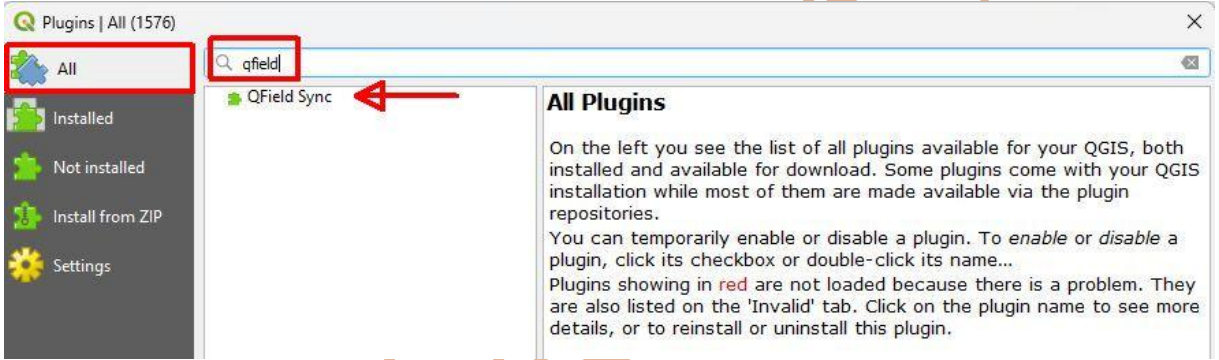 Plugins | All (1576)
All
qfield
Installed
Not installed
Install from ZIP
Settings
QField Sync
All Plugins
On the left you see the list of all plugins available for your QGIS, both
installed and available for download. Some plugins come with your QGIS
installation while most of them are made available via the plugin
repositories.
You can temporarily enable or disable a plugin. To enable or disable a
plugin, click its checkbox or double-click its name...
Plugins showing in red are not loaded because there is a problem. They
are also listed on the 'Invalid' tab. Click on the plugin name to see more
details, or to reinstall or uninstall this plugin.